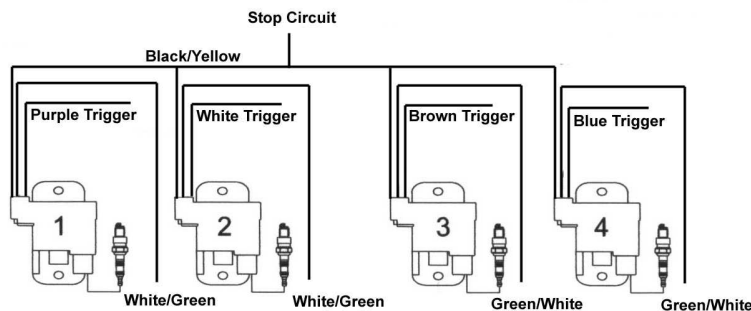 Stop Circuit
Black/Yellow
Purple Trigger
White Trigger
Brown Trigger
Blue Trigger
1
2
3
4
White/Green
White/Green
Green/White
Green/White